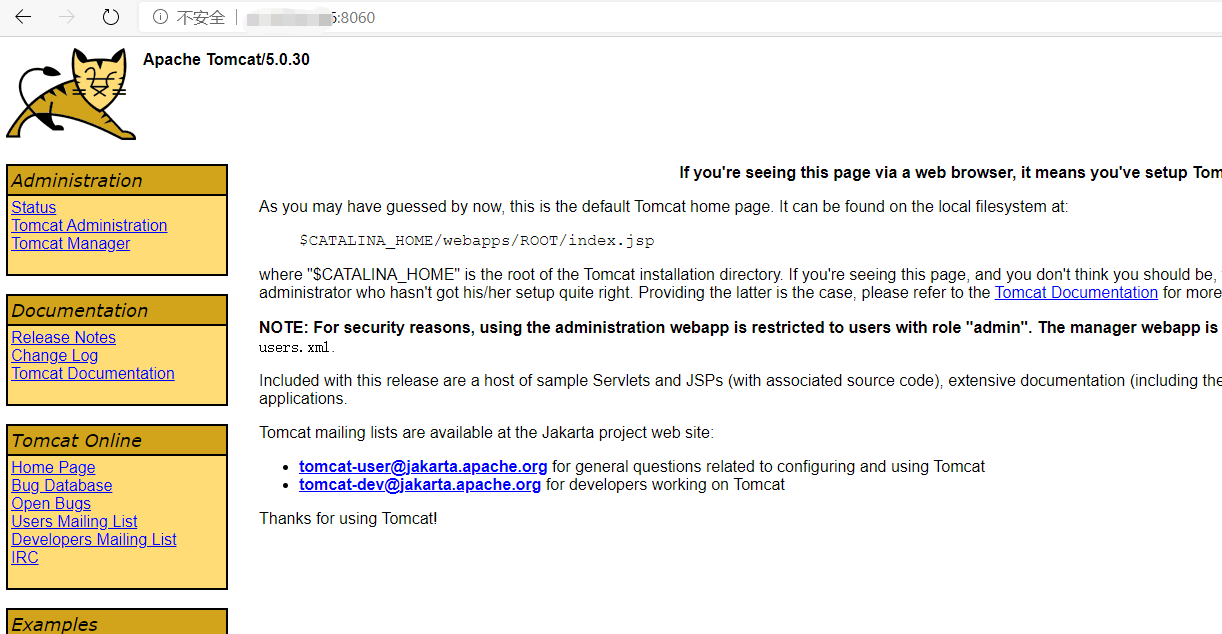 不安全 5:8060
Apache Tomcat/5.0.30
Administration
Status
Tomcat Administration
Tomcat Manager
Documentation
Release Notes
Change Log
Tomcat Documentation
Tomcat Online
Home Page
Bug Database
Open Bugs
Users Mailing List
Developers Mailing List
IRC
Examples
If you're seeing this page via a web browser, it means you've setup Tom
As you may have guessed by now, this is the default Tomcat home page. It can be found on the local filesystem at:
$CATALINA_HOME/webapps/ROOT/index.jsp
where "$CATALINA_HOME" is the root of the Tomcat installation directory. If you're seeing this page, and you don't think you should be,
administrator who hasn't got his/her setup quite right. Providing the latter is the case, please refer to the Tomcat Documentation for more
NOTE: For security reasons, using the administration webapp is restricted to users with role "admin". The manager webapp is
users.xml.
Included with this release are a host of sample Servlets and JSPs (with associated source code), extensive documentation (including the
applications.
Tomcat mailing lists are available at the Jakarta project web site:
• tomcat-user@jakarta.apache.org for general questions related to configuring and using Tomcat
• tomcat-dev@jakarta.apache.org for developers working on Tomcat
Thanks for using Tomcat!